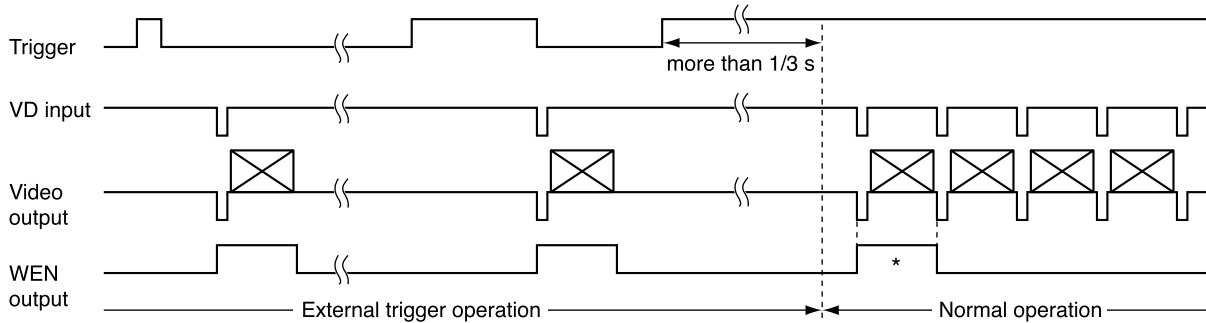 Trigger
more than 1/3 s
VD input
Video
output
WEN
output
*
External trigger operation
Normal operation